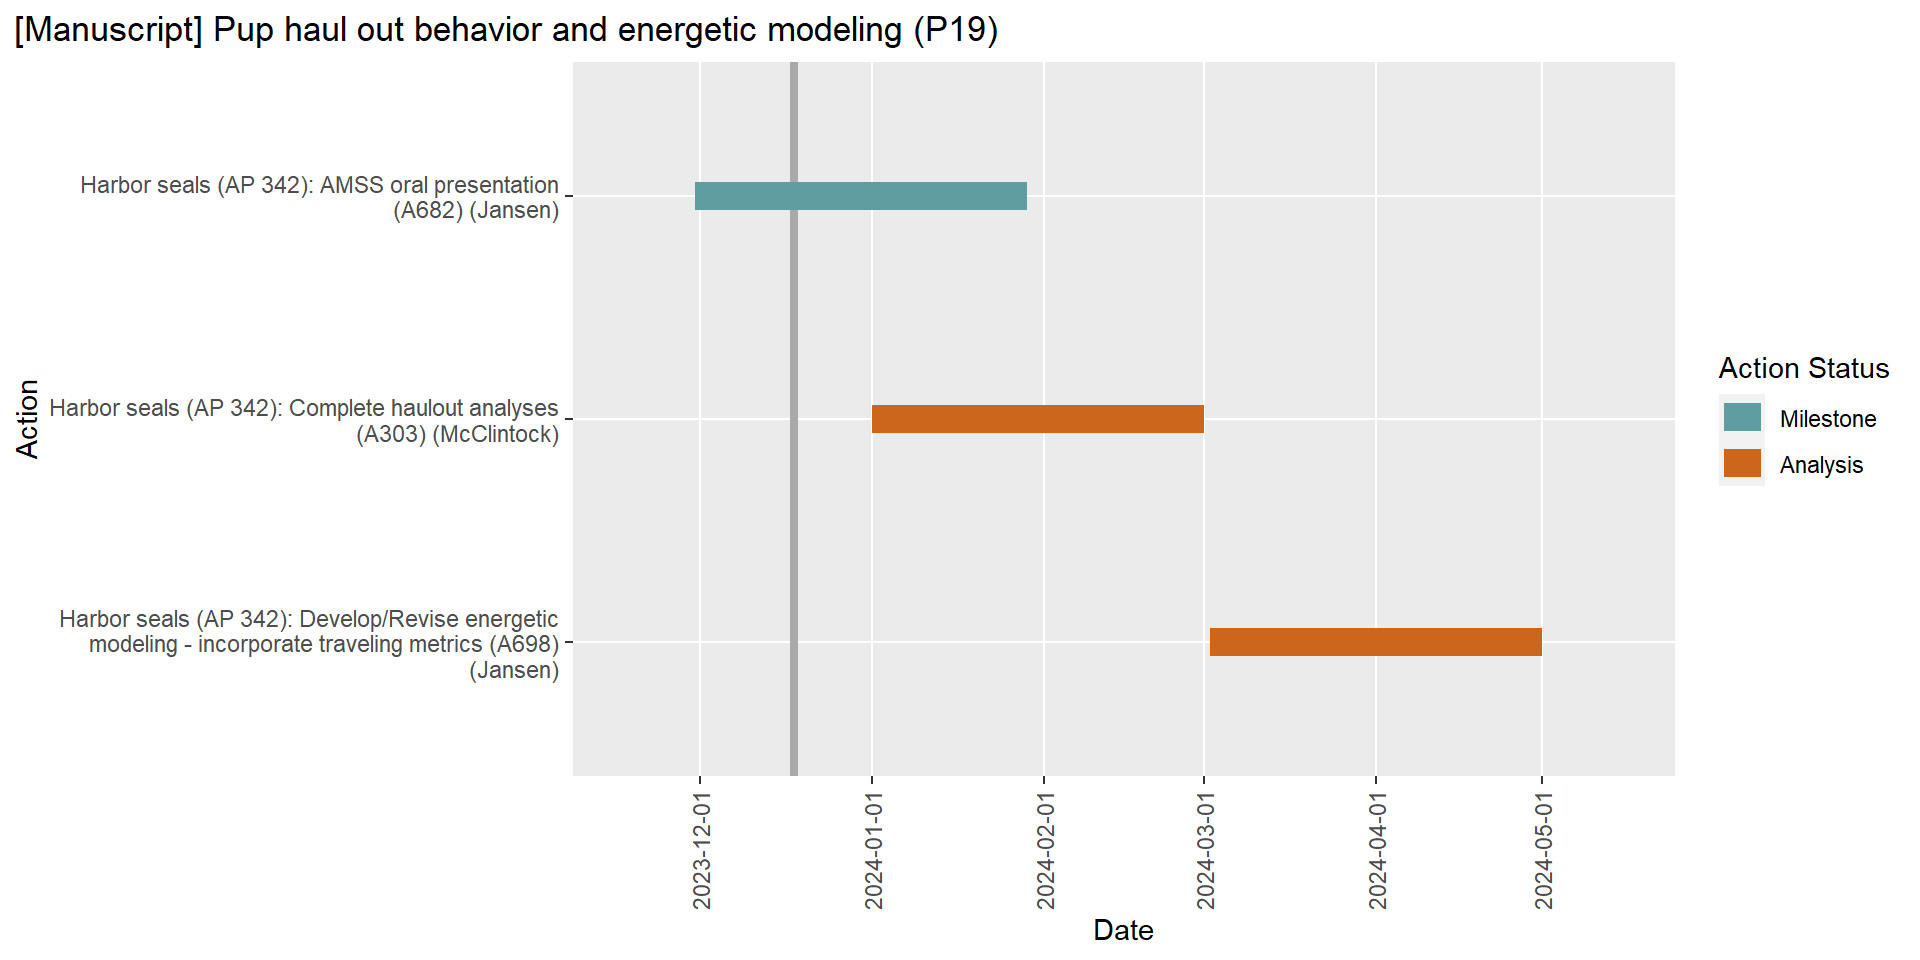 [Manuscript] Pup haul out behavior and energetic modeling (P19)
Harbor seals (AP 342): AMSS oral presentation
(A682) (Jansen)
Harbor seals (AP 342): Complete haulout analyses
(A303) (McClintock)
Harbor seals (AP 342): Develop/Revise energetic
modeling - incorporate traveling metrics (A698)
(Jansen)
Action
2023-12-01
2024-01-01
2024-02-01
2024-03-01
2024-04-01
2024-05-01
Date
Action Status
Milestone
Analysis